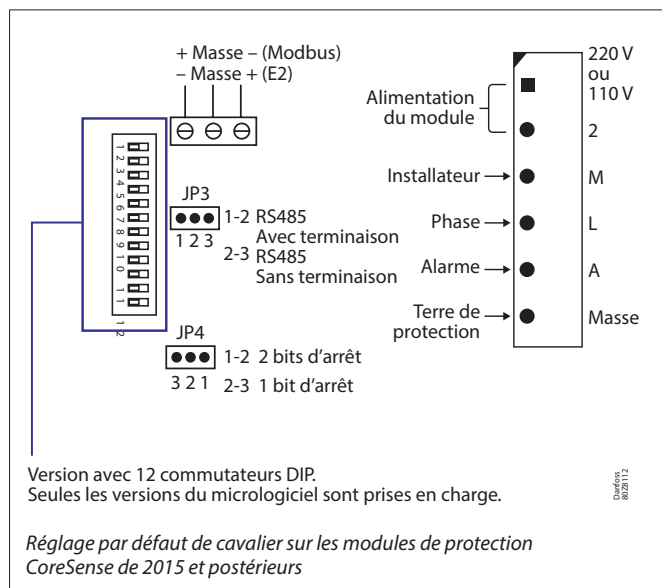 + Masse – (Modbus)
– Masse + (E2)
1
2
3
4
5
6
7
8
9
10
11
11
12
JP3
1 2 3
1-2 RS485
Avec terminaison
2-3 RS485
Sans terminaison
JP4
3 2 1
1-2 2 bits d'arrêt
2-3 1 bit d'arrêt
Alimentation
du module
Installateur
Phase
Alarme
Terre de
protection
220 V
ou
110 V
2
M
L
A
Masse
Version avec 12 commutateurs DIP.
Seules les versions du micrologiciel sont prises en charge.
Danfoss
80Z8112
Réglage par défaut de cavalier sur les modules de protection
CoreSense de 2015 et postérieurs